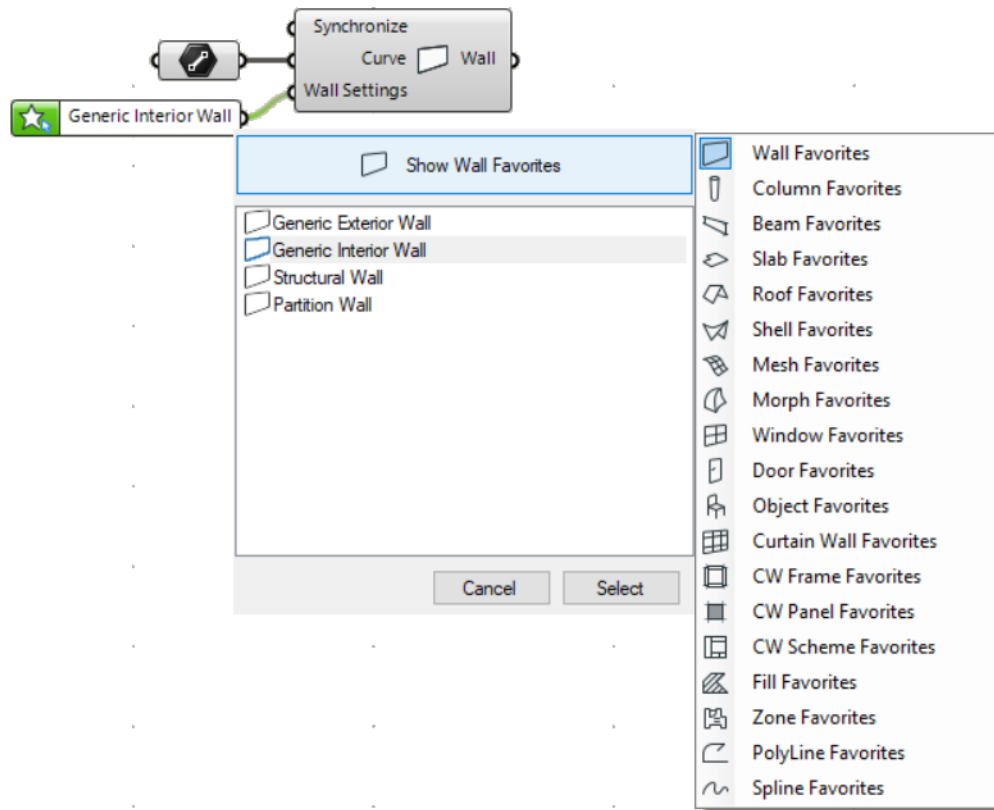 Synchronize
Curve Wall
Wall Settings
Generic Interior Wall
Show Wall Favorites
Generic Exterior Wall
Generic Interior Wall
Structural Wall
Partition Wall
Cancel Select
Wall Favorites
Column Favorites
Beam Favorites
Slab Favorites
Roof Favorites
Shell Favorites
Mesh Favorites
Morph Favorites
Window Favorites
Door Favorites
Object Favorites
Curtain Wall Favorites
CW Frame Favorites
CW Panel Favorites
CW Scheme Favorites
Fill Favorites
Zone Favorites
PolyLine Favorites
Spline Favorites